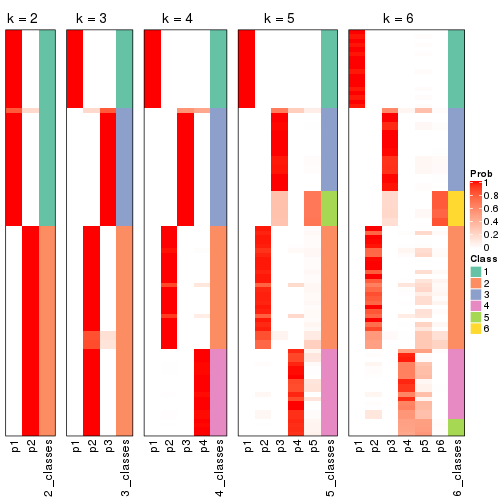 k = 2
k = 3
k = 4
k = 5
k = 6
Prob
1
0.8
0.6
0.4
0.2
0
Class
1
2
3
4
5
6
p1
p2
2_classes
p1
p2
p3
3_classes
p1
p2
p3
p4
4_classes
p1
p2
p3
p4
p5
5_classes
p1
p2
p3
p4
p5
p6
6_classes